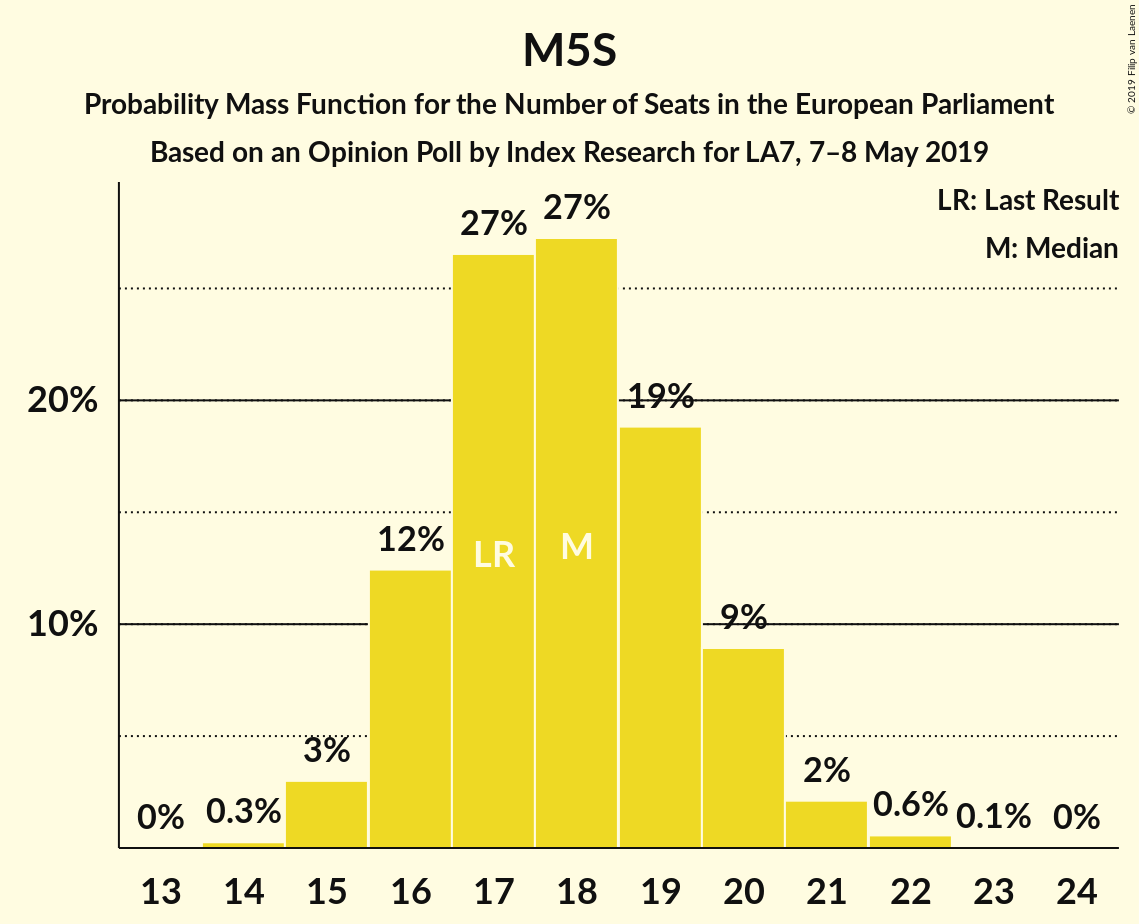 © 2019 Filip van Laenen
M5S
Probability Mass Function for the Number of Seats in the European Parliament
Based on an Opinion Poll by Index Research for LA7, 7–8 May 2019
LR: Last Result
M: Median
27%
27%
20%
19%
12%
LR
M
10%
9%
3%
2%
0%
0.3%
0.6%
0.1%
0%
13 14 15 16 17 18 19 20 21 22 23 24